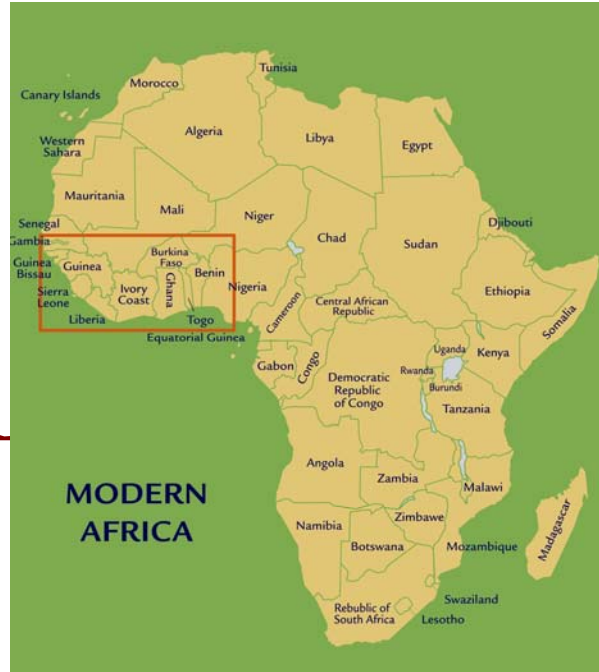 Tunisia
Morocco
Canary Islands
Algeria
Libya
Egypt
Western
Sahara
Mauritania
Mali
Niger
Chad
Sudan
Djibouti
Senegal
Gambia
Guinea
Bissau
Guinea
Burkina
Faso
Benin
Nigeria
Ivory
Coast
Ghana
Sierra
Leone
Liberia
Togo
Cameroon
Central African
Republic
Ethiopia
Somalia
Equatorial Guinea
Gabon
Congo
Democratic
Republic
of Congo
Uganda
Kenya
Rwanda
Burundi
Tanzania
Angola
Zambia
Malawi
MODERN
AFRICA
Namibia
Zimbawe
Botswana
Mozambique
Madagascar
Swaziland
Rebublic of
South Africa
Lesotho